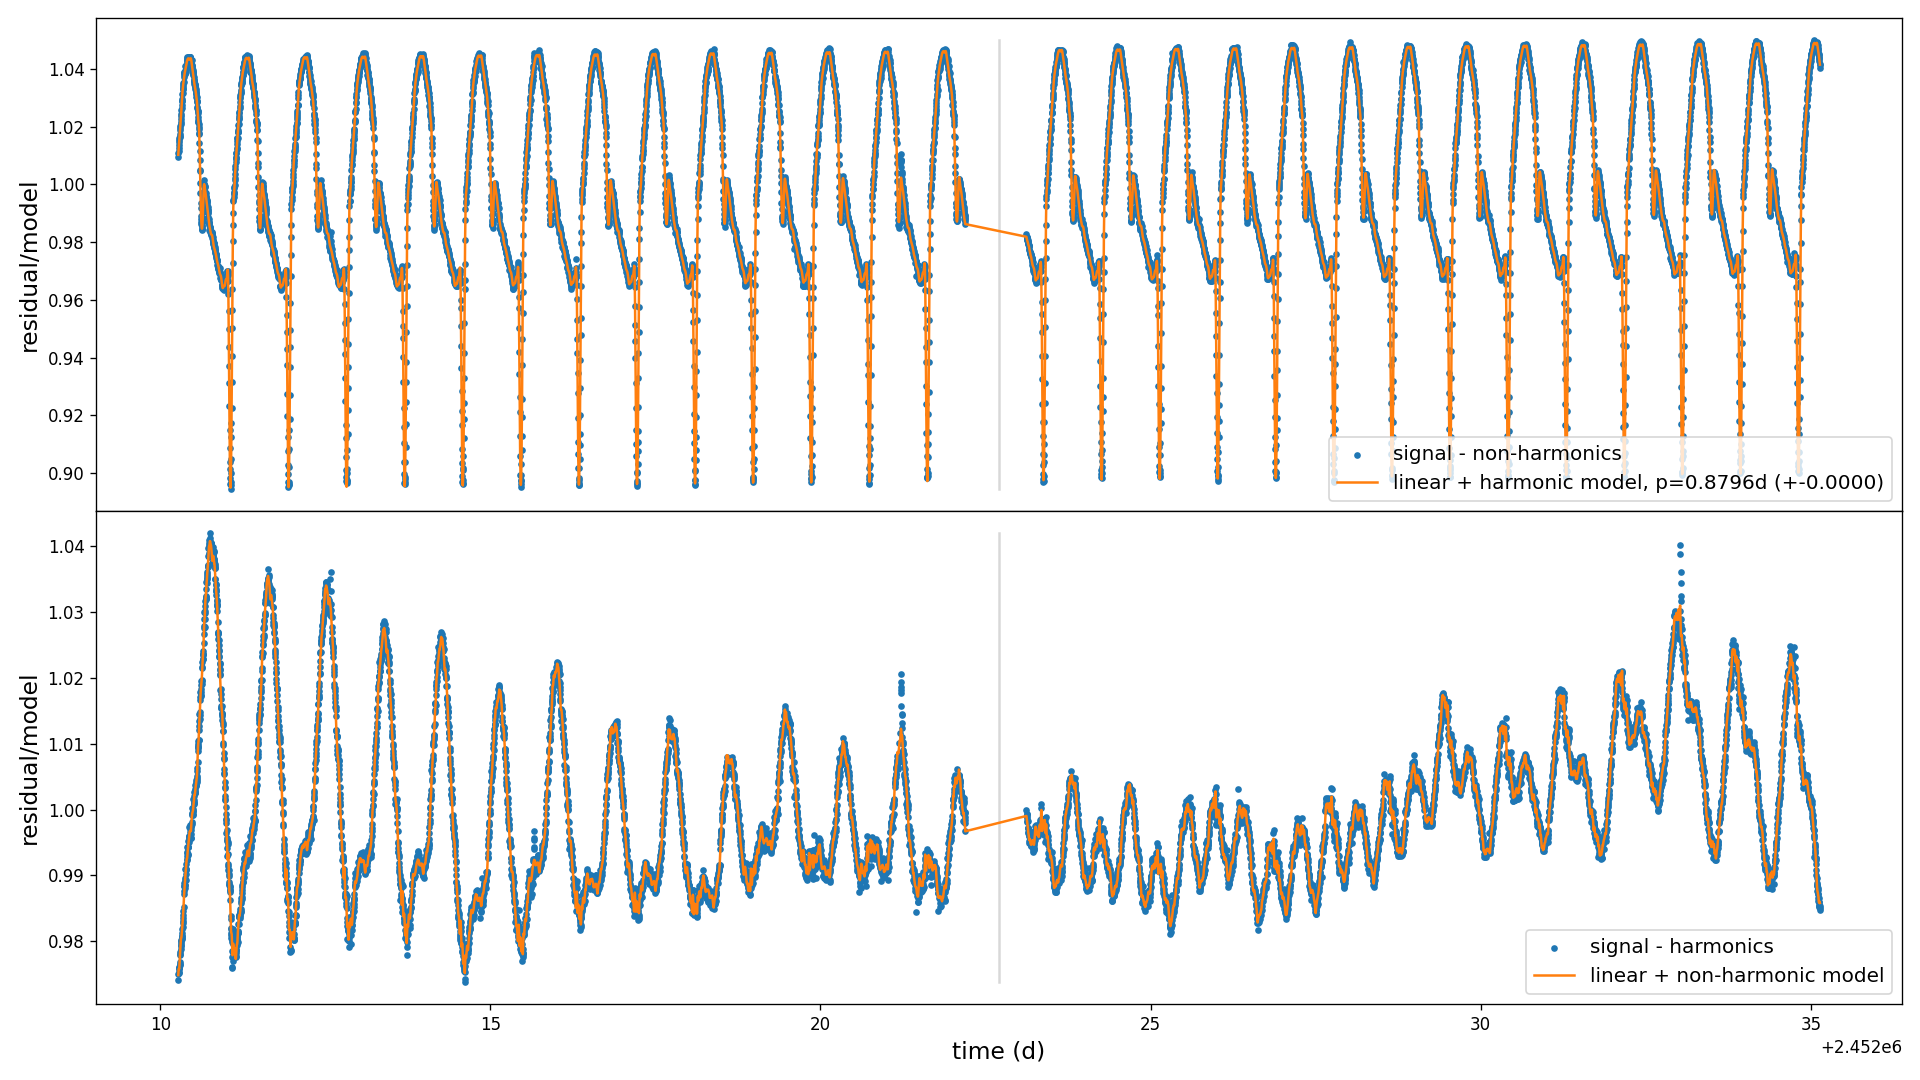 1.04
1.02
1.00
0.98
0.96
0.94
0.92
0.90
residual/model
signal - non-harmonics
linear + harmonic model, p=0.8796d (+-0.0000)
1.04
1.03
1.02
1.01
1.00
0.99
0.98
residual/model
signal - harmonics
linear + non-harmonic model
10 15 20 25 30 35
+2.452e6
time (d)